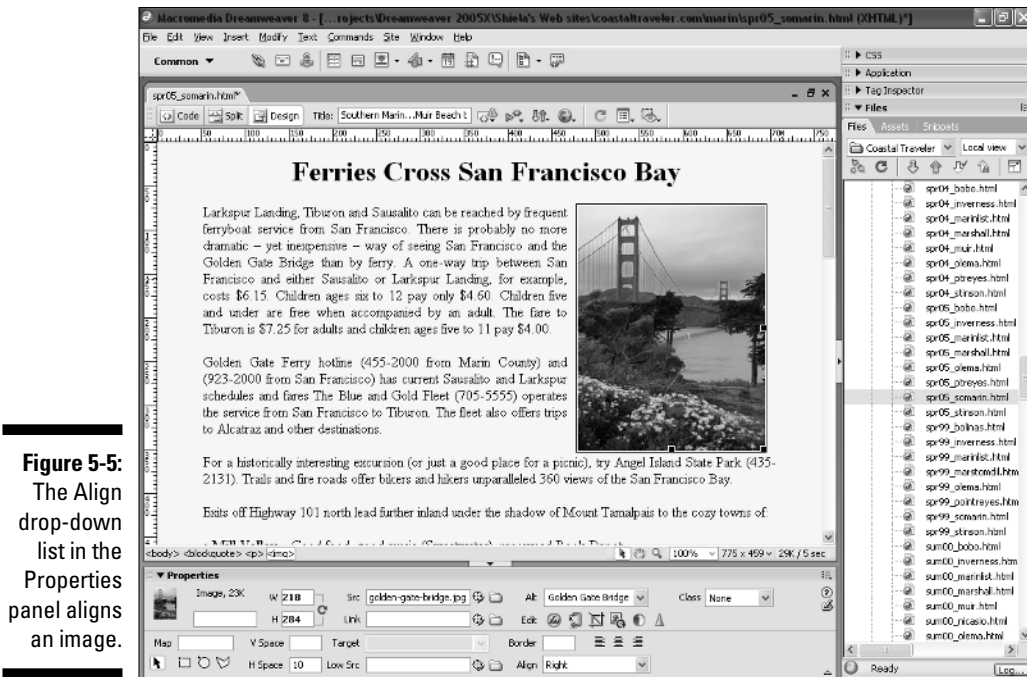 Macromedia Dreamweaver 8 - [...rojects\Dreamweaver 2005X\Shiela's Web sites\coastaltraveler.com\marin\spr05_somarin.html (XHTML)*]
File Edit View Insert Modify Text Commands Site Window Help
Common
spr05_somarin.html*
Code Split Design Title: Southern Marin...Muir Beach t
50 100 150 200 250 300 350 400 450 500 550 600 650 700 750
Ferries Cross San Francisco Bay
Larkspur Landing, Tiburon and Sausalito can be reached by frequent
ferryboat service from San Francisco. There is probably no more
dramatic – yet inexpensive – way of seeing San Francisco and the
Golden Gate Bridge than by ferry. A one-way trip between San
Francisco and either Sausalito or Larkspur Landing, for example,
costs $6.15. Children ages six to 12 pay only $4.60. Children five
and under are free when accompanied by an adult. The fare to
Tiburon is $7.25 for adults and children ages five to 11 pay $4.00.
Golden Gate Ferry hotline (455-2000 from Marin County) and
(923-2000 from San Francisco) has current Sausalito and Larkspur
schedules and fares The Blue and Gold Fleet (705-5555) operates
the service from San Francisco to Tiburon. The fleet also offers trips
to Alcatraz and other destinations.
For a historically interesting excursion (or just a good place for a picnic), try Angel Island State Park (435-
2131). Trails and fire roads offer bikers and hikers unparalleled 360 views of the San Francisco Bay.
Exits off Highway 101 north lead further inland under the shadow of Mount Tamalpais to the cozy towns of:
<body> <blockquote> <p> <img> 100% 775 x 459 29K / 5 sec
Properties
Image, 23K W 218 Src golden-gate-bridge.jpg Alt Golden Gate Bridge Class None
H 284 Link Edit
Map V Space Target Border
H Space 10 Low Src Align Right
CSS
Application
Tag Inspector
Files
Files Assets Snippets
Coastal Traveler Local view
spr04_bobo.html
spr04_inverness.html
spr04_marinlist.html
spr04_marshall.html
spr04_muir.html
spr04_olema.html
spr04_ptreyes.html
spr04_stinson.html
spr05_bobo.html
spr05_inverness.html
spr05_marinlist.html
spr05_marshall.html
spr05_olema.html
spr05_ptreyes.html
spr05_somarin.html
spr05_stinson.html
spr99_bolinas.html
spr99_inverness.html
spr99_marinlist.html
spr99_marstomdil.htm
spr99_olema.html
spr99_pointreyes.htm
spr99_somarin.html
spr99_stinson.html
sum00_bobo.html
sum00_inverness.htm
sum00_marinlist.html
sum00_marshall.html
sum00_muir.html
sum00_nicasio.html
sum00_olema.html
Ready Log...
Figure 5-5:
The Align
drop-down
list in the
Properties
panel aligns
an image.